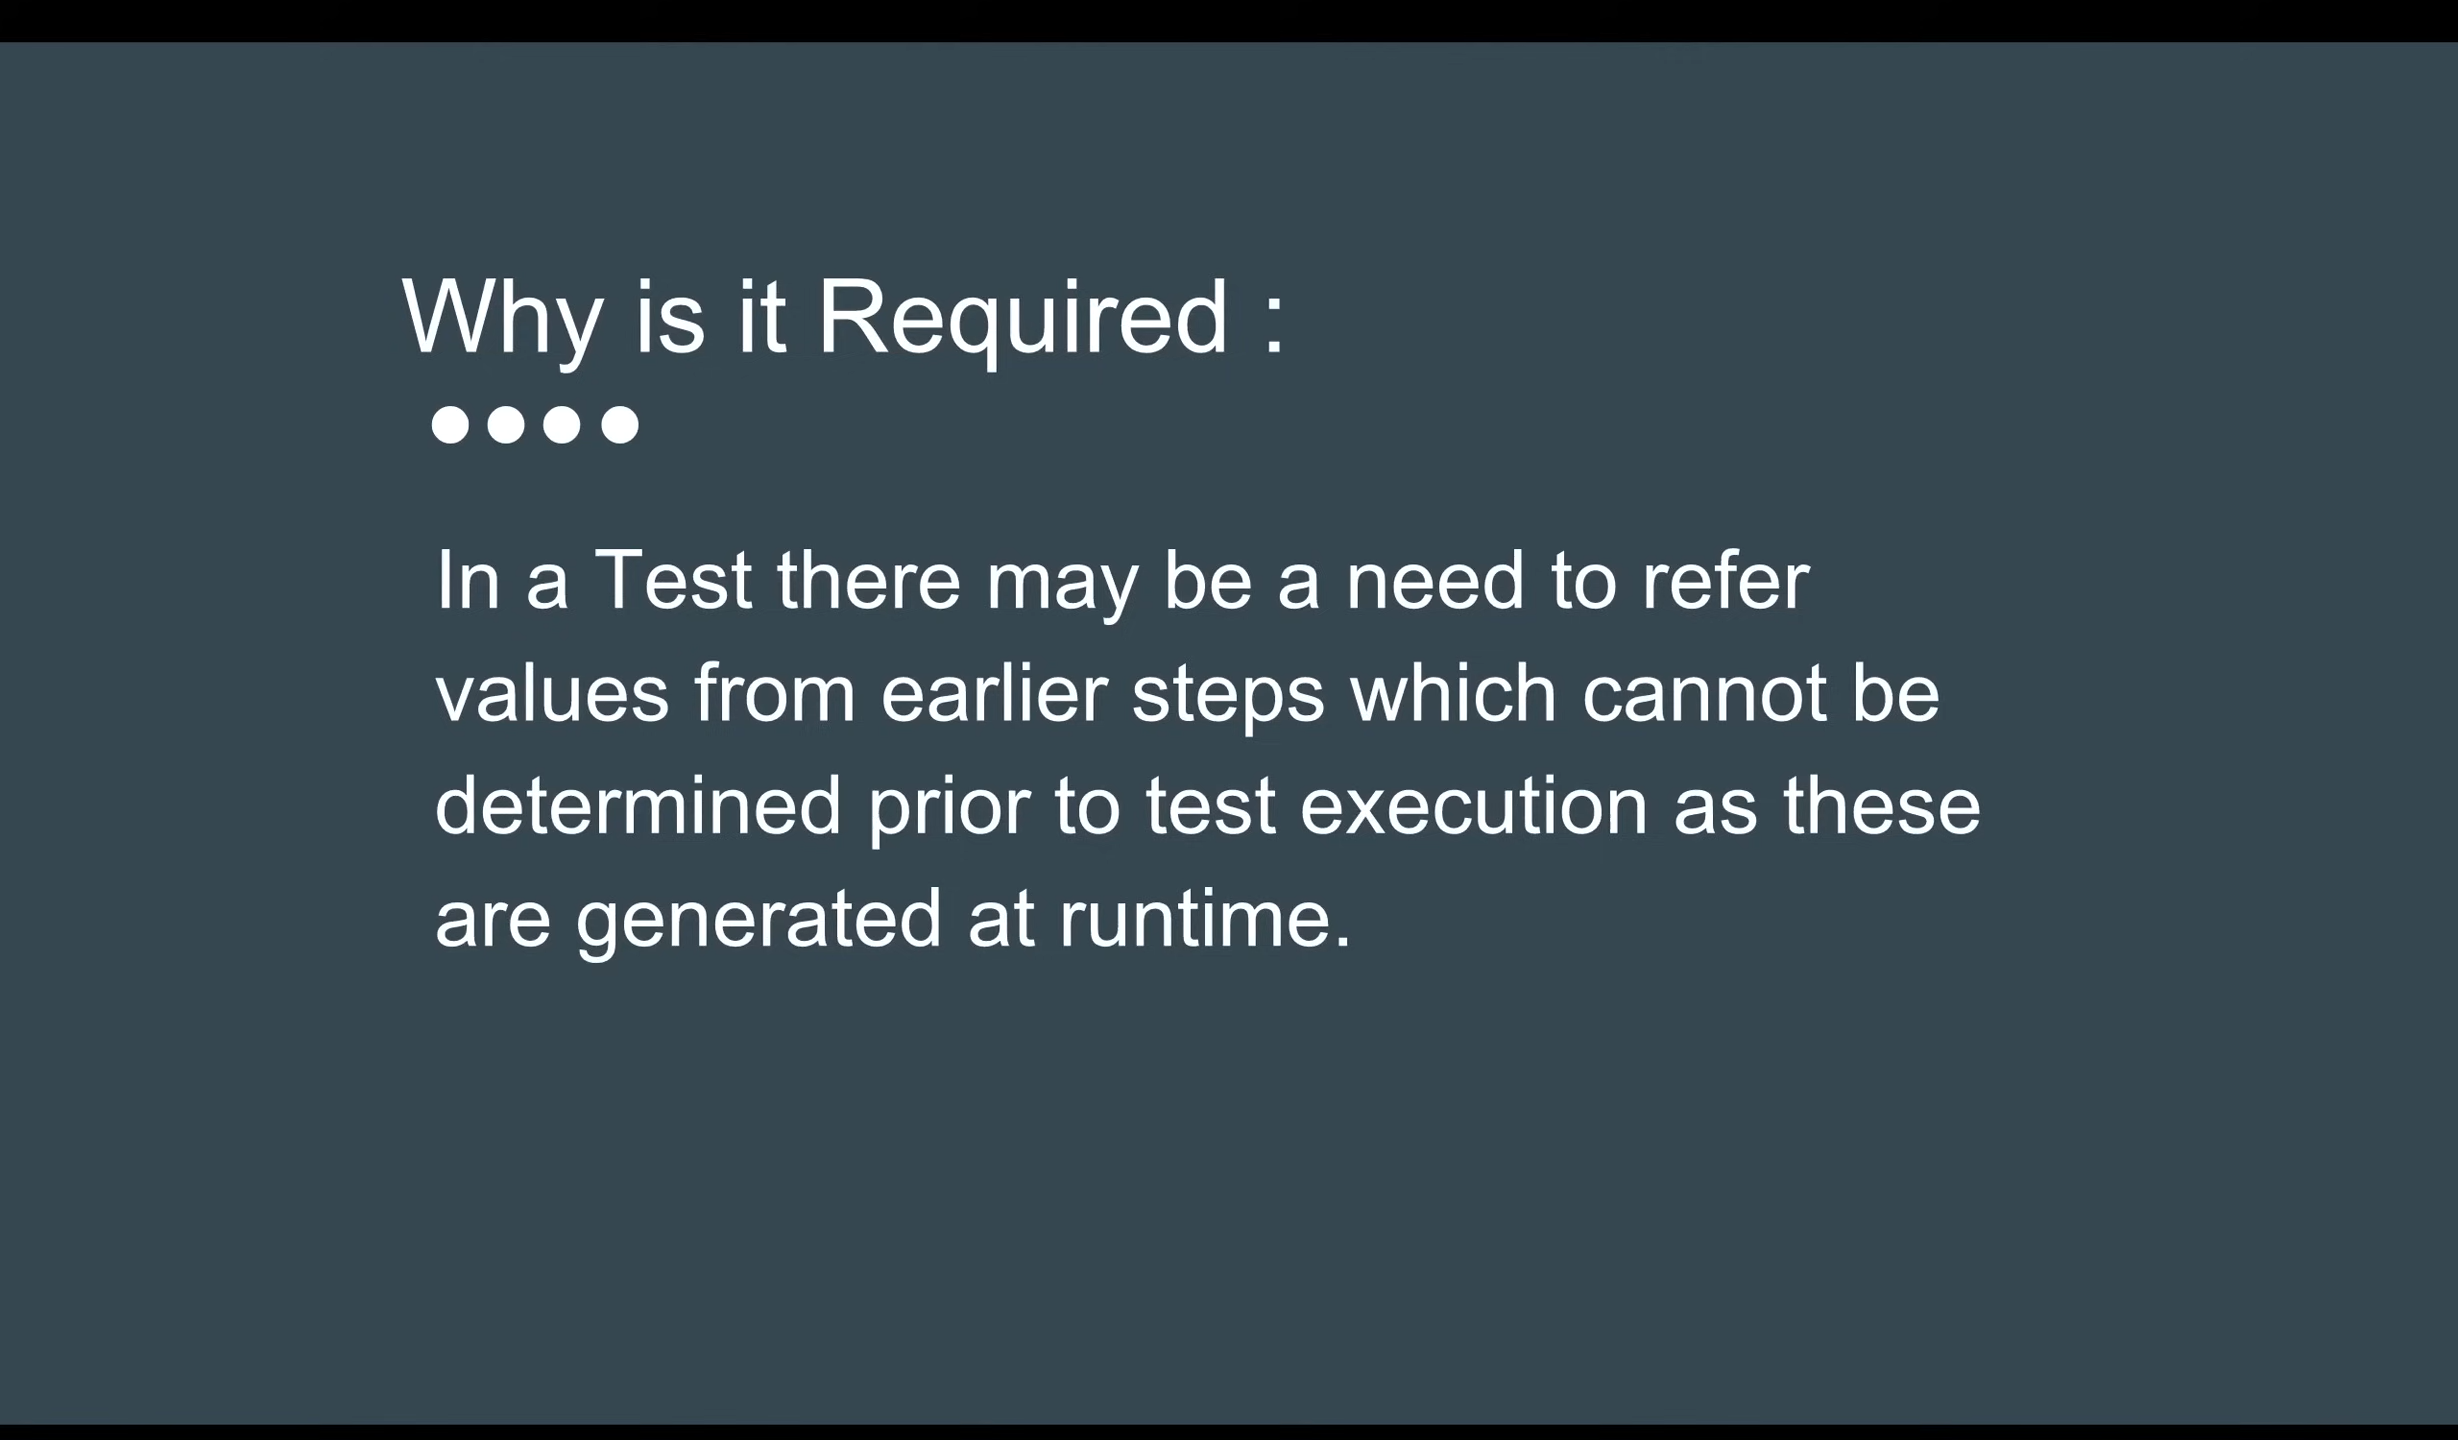 Why is it Required :
In a Test there may be a need to refer
values from earlier steps which cannot be
determined prior to test execution as these
are generated at runtime.